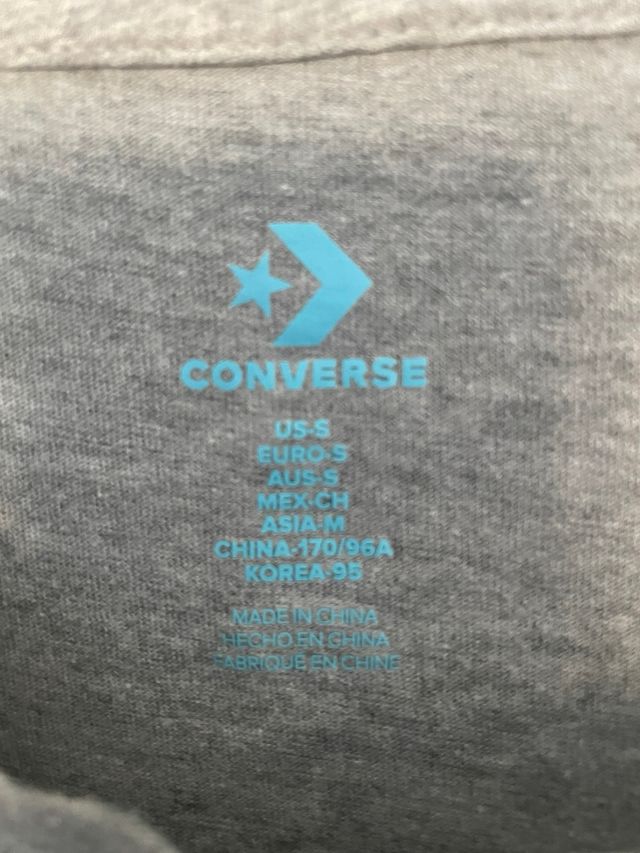 CONVERSE
US-S
EURO-S
AUS-S
MEX-CH
ASIA-M
CHINA-170/96A
KOREA-95
MADE IN CHINA
HECHO EN CHINA
FABRIQUÉ EN CHINE